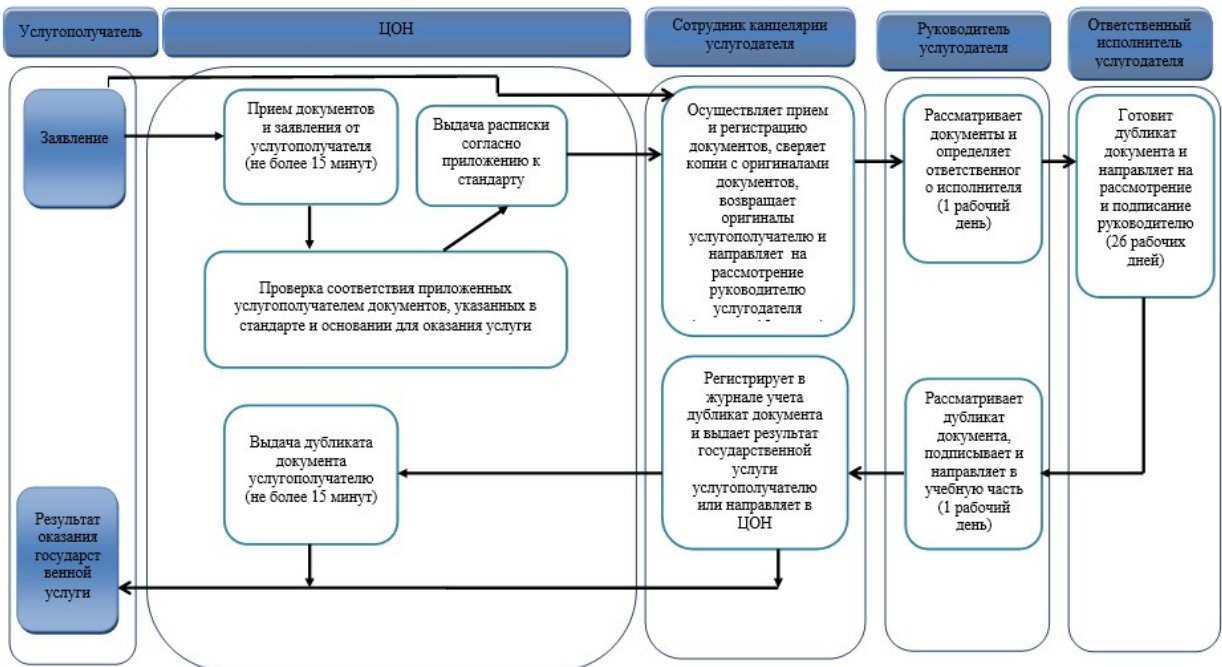 Услугополучатель
ЦОН
Сотрудник канцелярии
услугодателя
Руководитель
услугодателя
Ответственный
исполнитель
услугодателя
Заявление
Прием документов
и заявления от
услугополучателя
(не более 15 минут)
Выдача расписки
согласно
приложению к
стандарту
Осуществляет прием
и регистрацию
документов, сверяет
копии с оригиналами
документов,
возвращает
оригиналы
услугополучателю и
направляет на
рассмотрение
руководителю
услугодателя
Рассматривает
документы и
определяет
ответственног
о исполнителя
(1 рабочий
день)
Готовит
дубликат
документа и
направляет на
рассмотрение
и подписание
руководителю
(26 рабочих
дней)
Проверка соответствия приложенных
услугополучателем документов, указанных в
стандарте и основании для оказания услуги
Выдача дубликата
документа
услугополучателю
(не более 15 минут)
Регистрирует в
журнале учета
дубликат документа
и выдает результат
государственной
услуги
услугополучателю
или направляет в
ЦОН
Рассматривает
дубликат
документа,
подписывает и
направляет в
учебную часть
(1 рабочий
день)
Результат
оказания
государст
венной
услуги